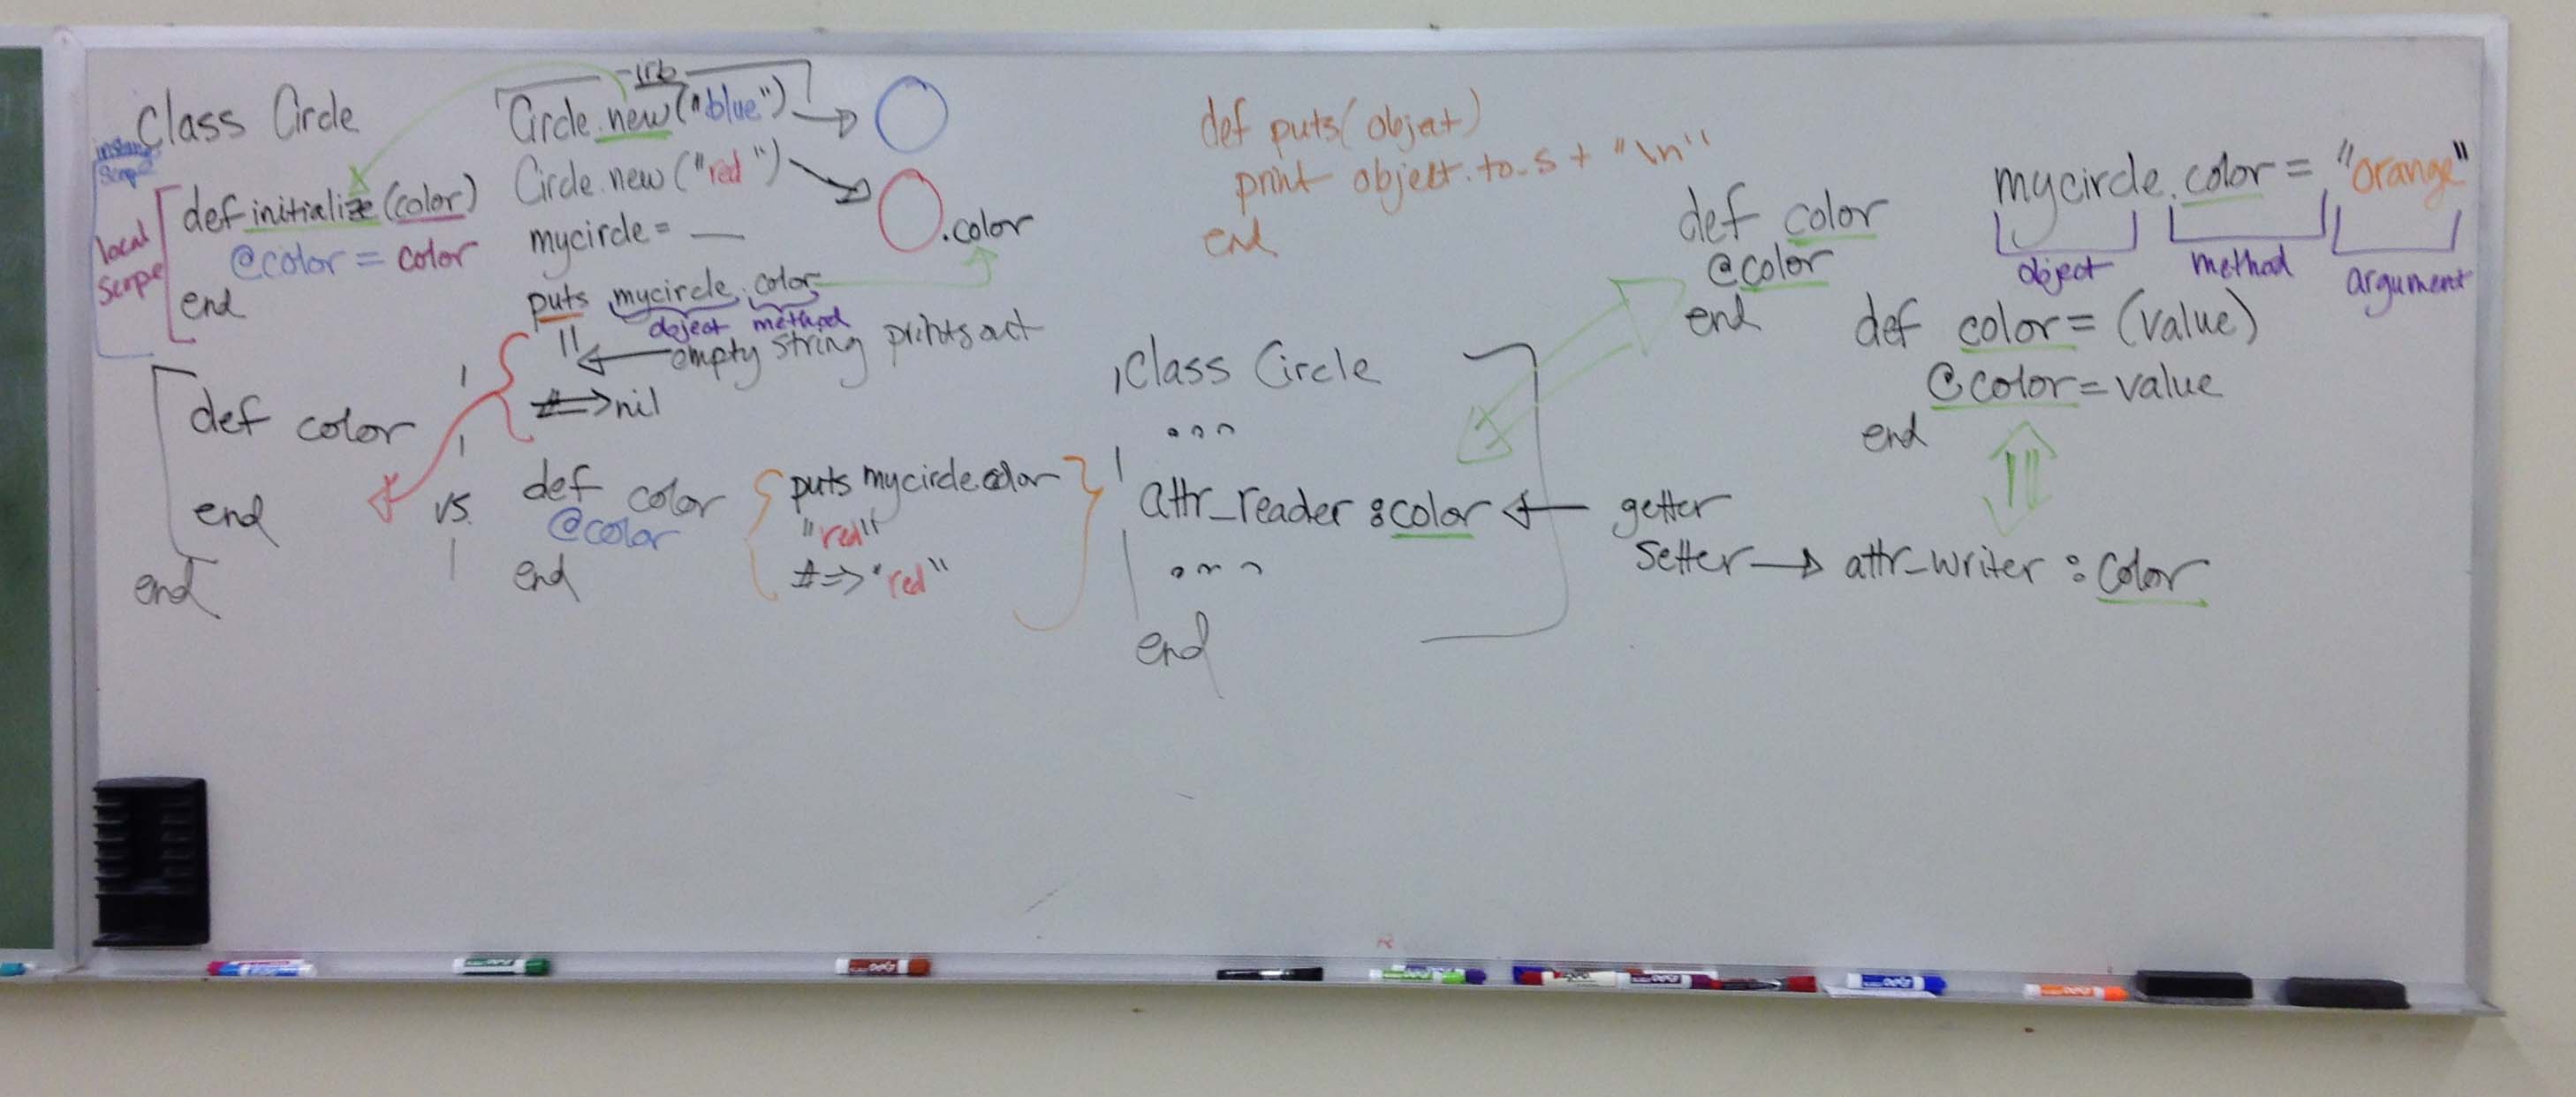 Class Circle
instance
Scope
local
Scope
def initialize (color)
@color = color
end
def color
end
end
irb
Circle.new("blue")
Circle.new("red")
mycircle = __
.color
puts mycircle.color
object method
"
empty string prints out
#=> nil
vs.
def color
@color
end
puts mycircle.color
"red"
#=> "red"
def puts(object)
print object.to_s + "\n"
end
Class Circle
...
attr_reader :color
...
end
getter
setter
attr_writer :color
def color
@color
end
mycircle.color = "orange"
object method argument
def color= (value)
@color = value
end